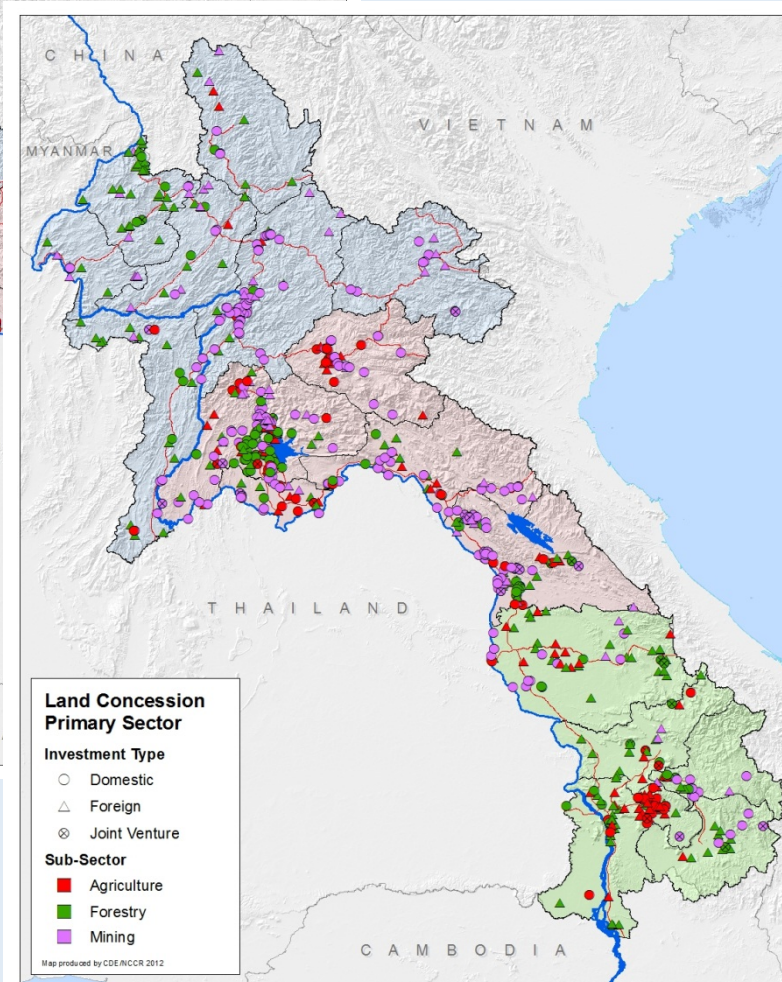 CHINA
MYANMAR
VIETNAM
THAILAND
CAMBODIA
Land Concession
Primary Sector
Investment Type
Domestic
Foreign
Joint Venture
Sub-Sector
Agriculture
Forestry
Mining
Map produced by CDE/NCCR 2012